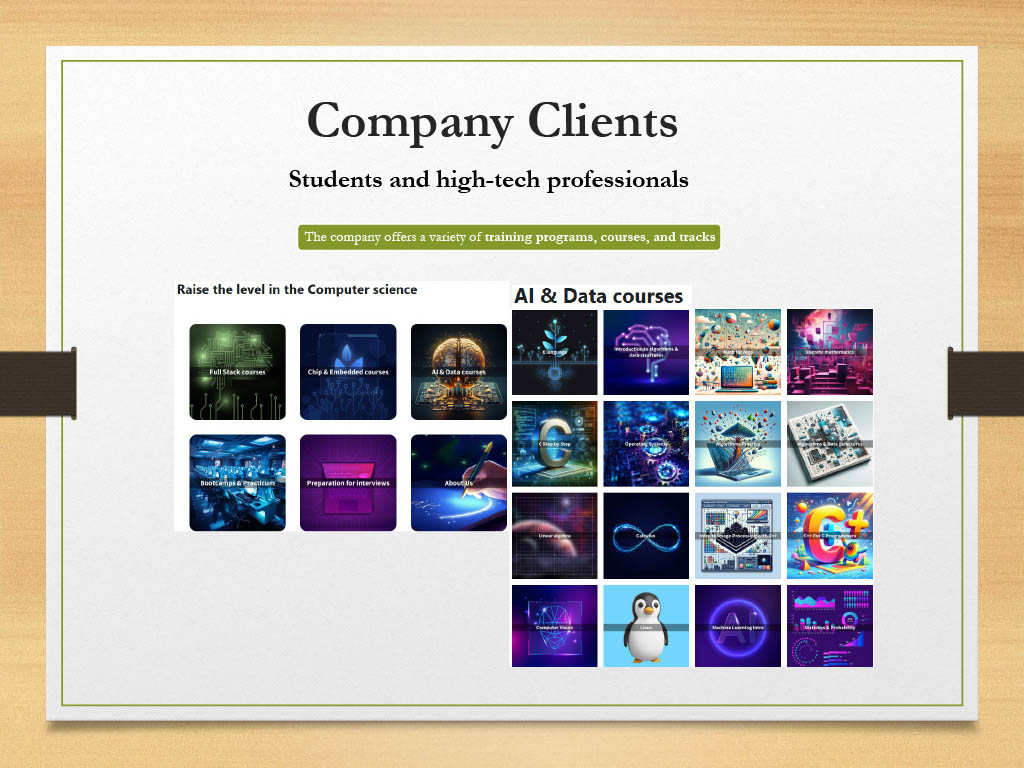 Company Clients
Students and high-tech professionals
The company offers a variety of training programs, courses, and tracks
Raise the level in the Computer science
Full Stack courses
Chip & Embedded courses
AI & Data courses
Bootcamps & Practicum
Preparation for interviews
About Us
AI & Data courses
C Language
Introduction to algorithms &
data structures
Discrete mathematics
C Step by Step
Operating Systems
Algorithms Practice
Algorithms & Data Structures
Linear algebra
Calculus
Intro to Image Processing with C++
C++ For C Programmers
Computer Vision
Linux
Machine Learning Intro
Statistics & Probability